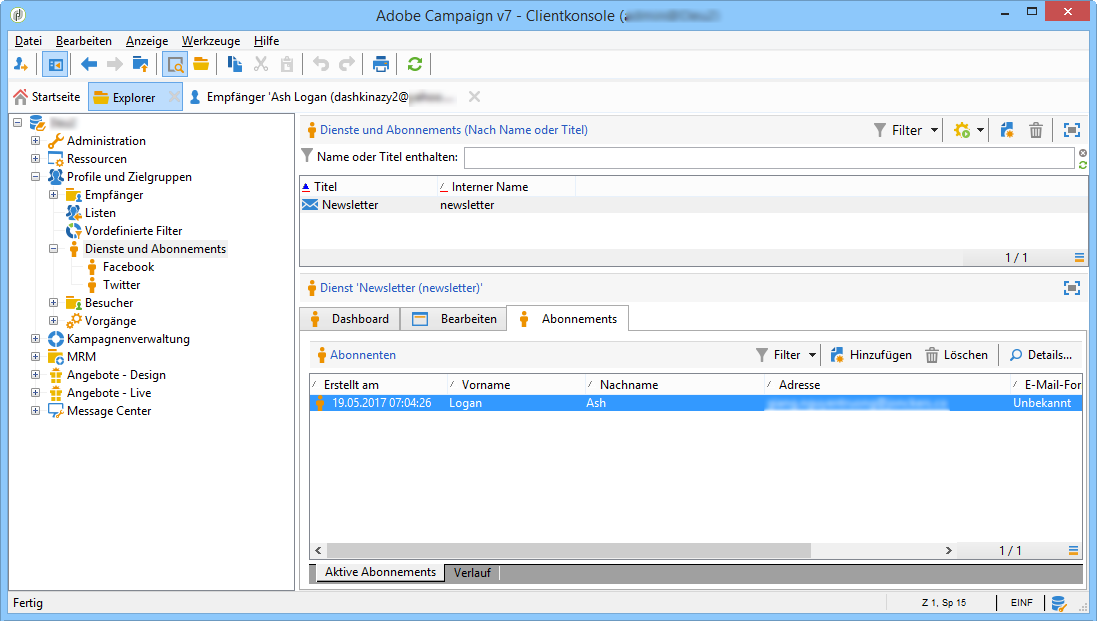 Adobe Campaign v7 - Clientkonsole (
Datei Bearbeiten Anzeige Werkzeuge Hilfe
Startseite Explorer Empfänger 'Ash Logan (dashkinazy2@
Administration
Ressourcen
Profile und Zielgruppen
Empfänger
Listen
Vordefinierte Filter
Dienste und Abonnements
Facebook
Twitter
Besucher
Vorgänge
Kampagnenverwaltung
MRM
Angebote - Design
Angebote - Live
Message Center
Dienste und Abonnements (Nach Name oder Titel) Filter
Name oder Titel enthalten:
Titel Interner Name
Newsletter newsletter
1 / 1
Dienst 'Newsletter (newsletter)'
Dashboard Bearbeiten Abonnements
Abonnenten Filter Hinzufügen Löschen Details...
Erstellt am Vorname Nachname Adresse E-Mail-For
19.05.2017 07:04:26 Logan Ash Unbekannt
1 / 1
Aktive Abonnements Verlauf
Fertig Z 1, Sp 15 EINF